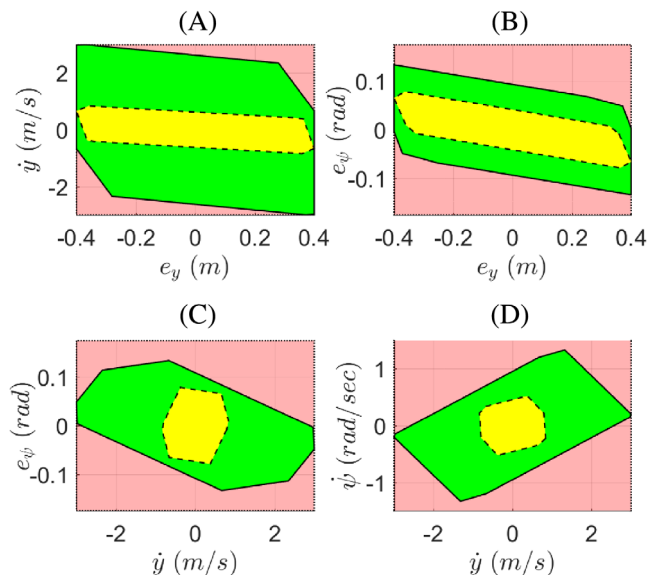 (A)
(B)
2
0
-2
ẏ (m/s)
-0.4 -0.2 0 0.2 0.4
e_y (m)
0.1
0
-0.1
e_ψ (rad)
-0.4 -0.2 0 0.2 0.4
e_y (m)
(C)
(D)
0.1
0
-0.1
e_ψ (rad)
-2 0 2
ẏ (m/s)
1
0
-1
ψ̇ (rad/sec)
-2 0 2
ẏ (m/s)